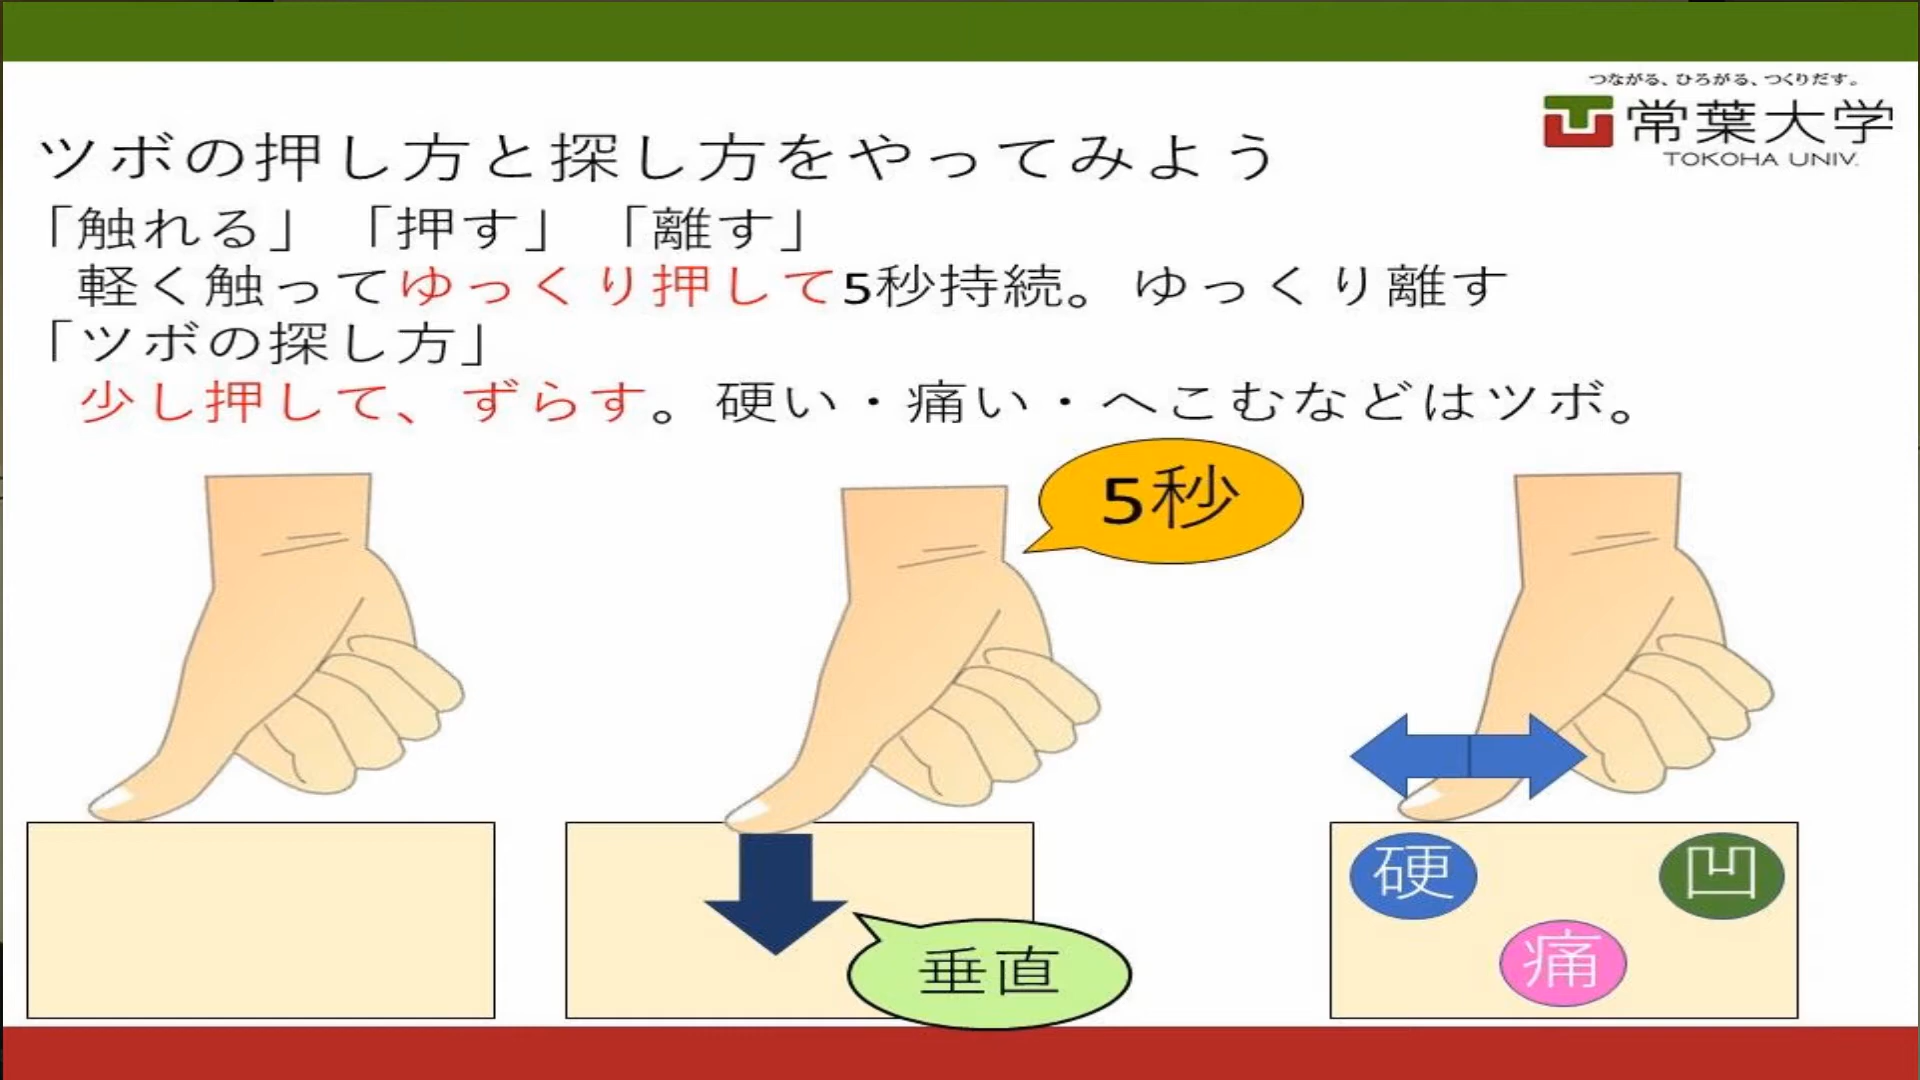 つながる、ひろがる、つくりだす。
常葉大学
TOKOHA UNIV.
ツボの押し方と探し方をやってみよう
「触れる」「押す」「離す」
軽く触ってゆっくり押して5秒持続。ゆっくり離す
「ツボの探し方」
少し押して、ずらす。硬い・痛い・へこむなどはツボ。
5秒
垂直
硬
凹
痛